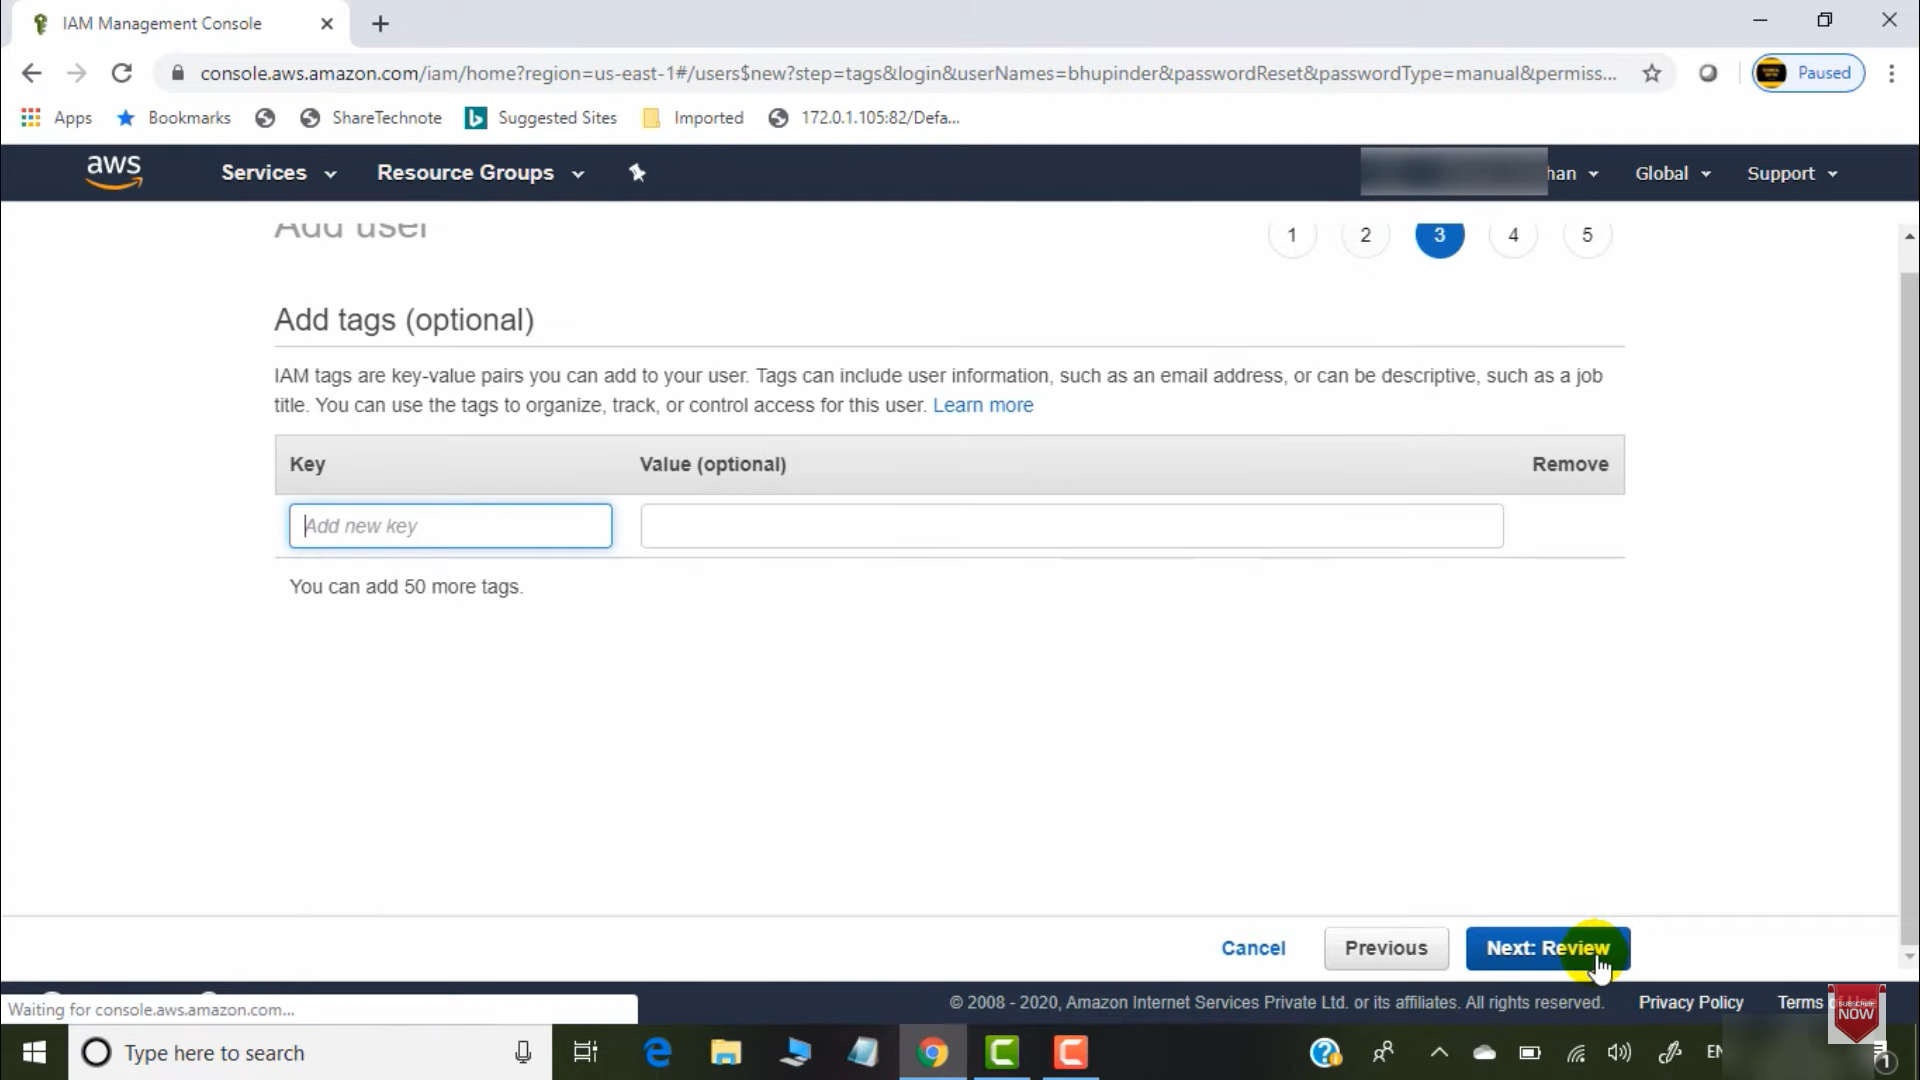 IAM Management Console
console.aws.amazon.com/iam/home?region=us-east-1#/users$new?step=tags&login&userNames=bhupinder&passwordReset&passwordType=manual&permiss...
Paused
Apps
Bookmarks
ShareTechnote
Suggested Sites
Imported
172.0.1.105:82/Defa...
aws
Services
Resource Groups
han
Global
Support
Add user
1 2 3 4 5
Add tags (optional)
IAM tags are key-value pairs you can add to your user. Tags can include user information, such as an email address, or can be descriptive, such as a job
title. You can use the tags to organize, track, or control access for this user. Learn more
Key Value (optional) Remove
Add new key
You can add 50 more tags.
Cancel Previous Next: Review
Waiting for console.aws.amazon.com...
© 2008 - 2020, Amazon Internet Services Private Ltd. or its affiliates. All rights reserved. Privacy Policy Terms
SUBSCRIBE
NOW
Type here to search
EN
1